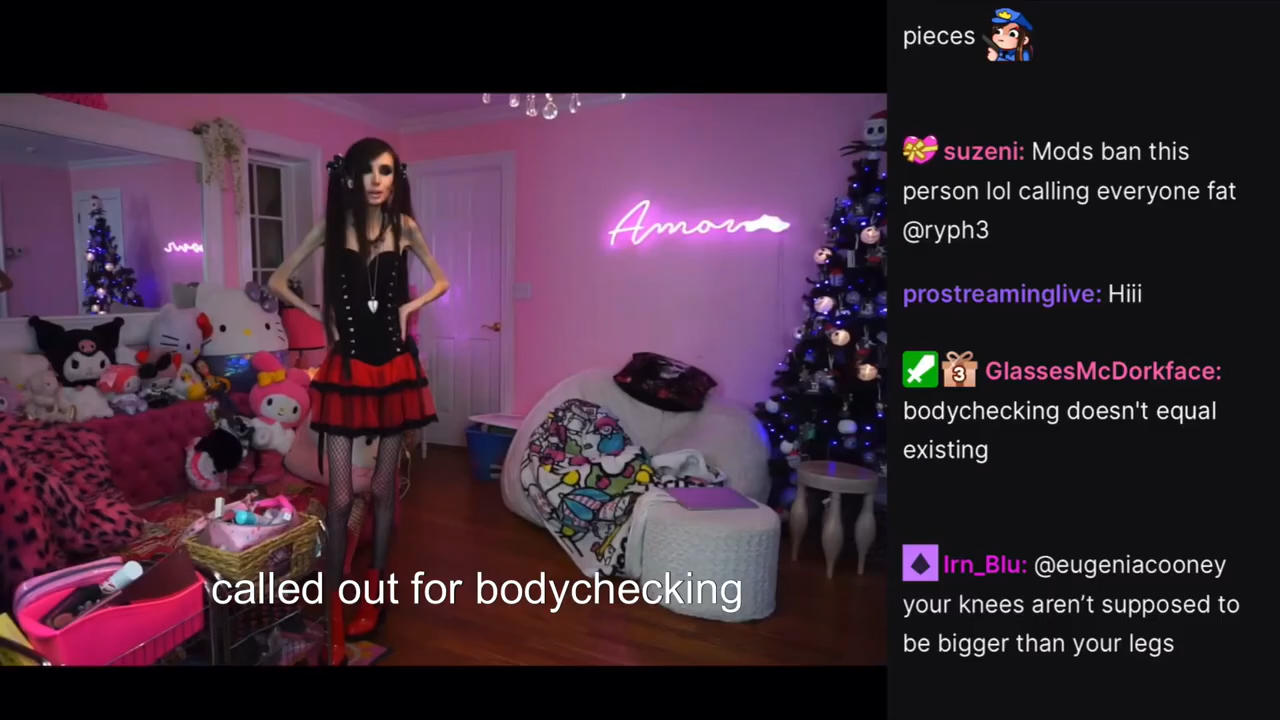 Amor
called out for bodychecking
pieces
suzeni: Mods ban this
person lol calling everyone fat
@ryph3
prostreaminglive: Hiii
3 GlassesMcDorkface:
bodychecking doesn't equal
existing
Irn_Blu: @eugeniacooney
your knees aren’t supposed to
be bigger than your legs